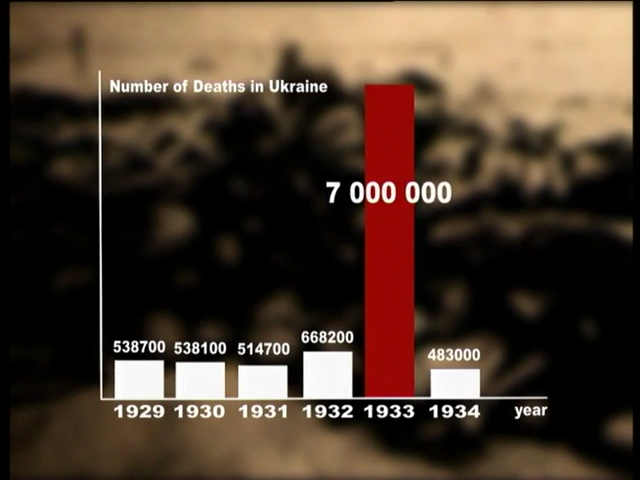 Number of Deaths in Ukraine
7 000 000
668200
538700 538100 514700 483000
1929 1930 1931 1932 1933 1934 year